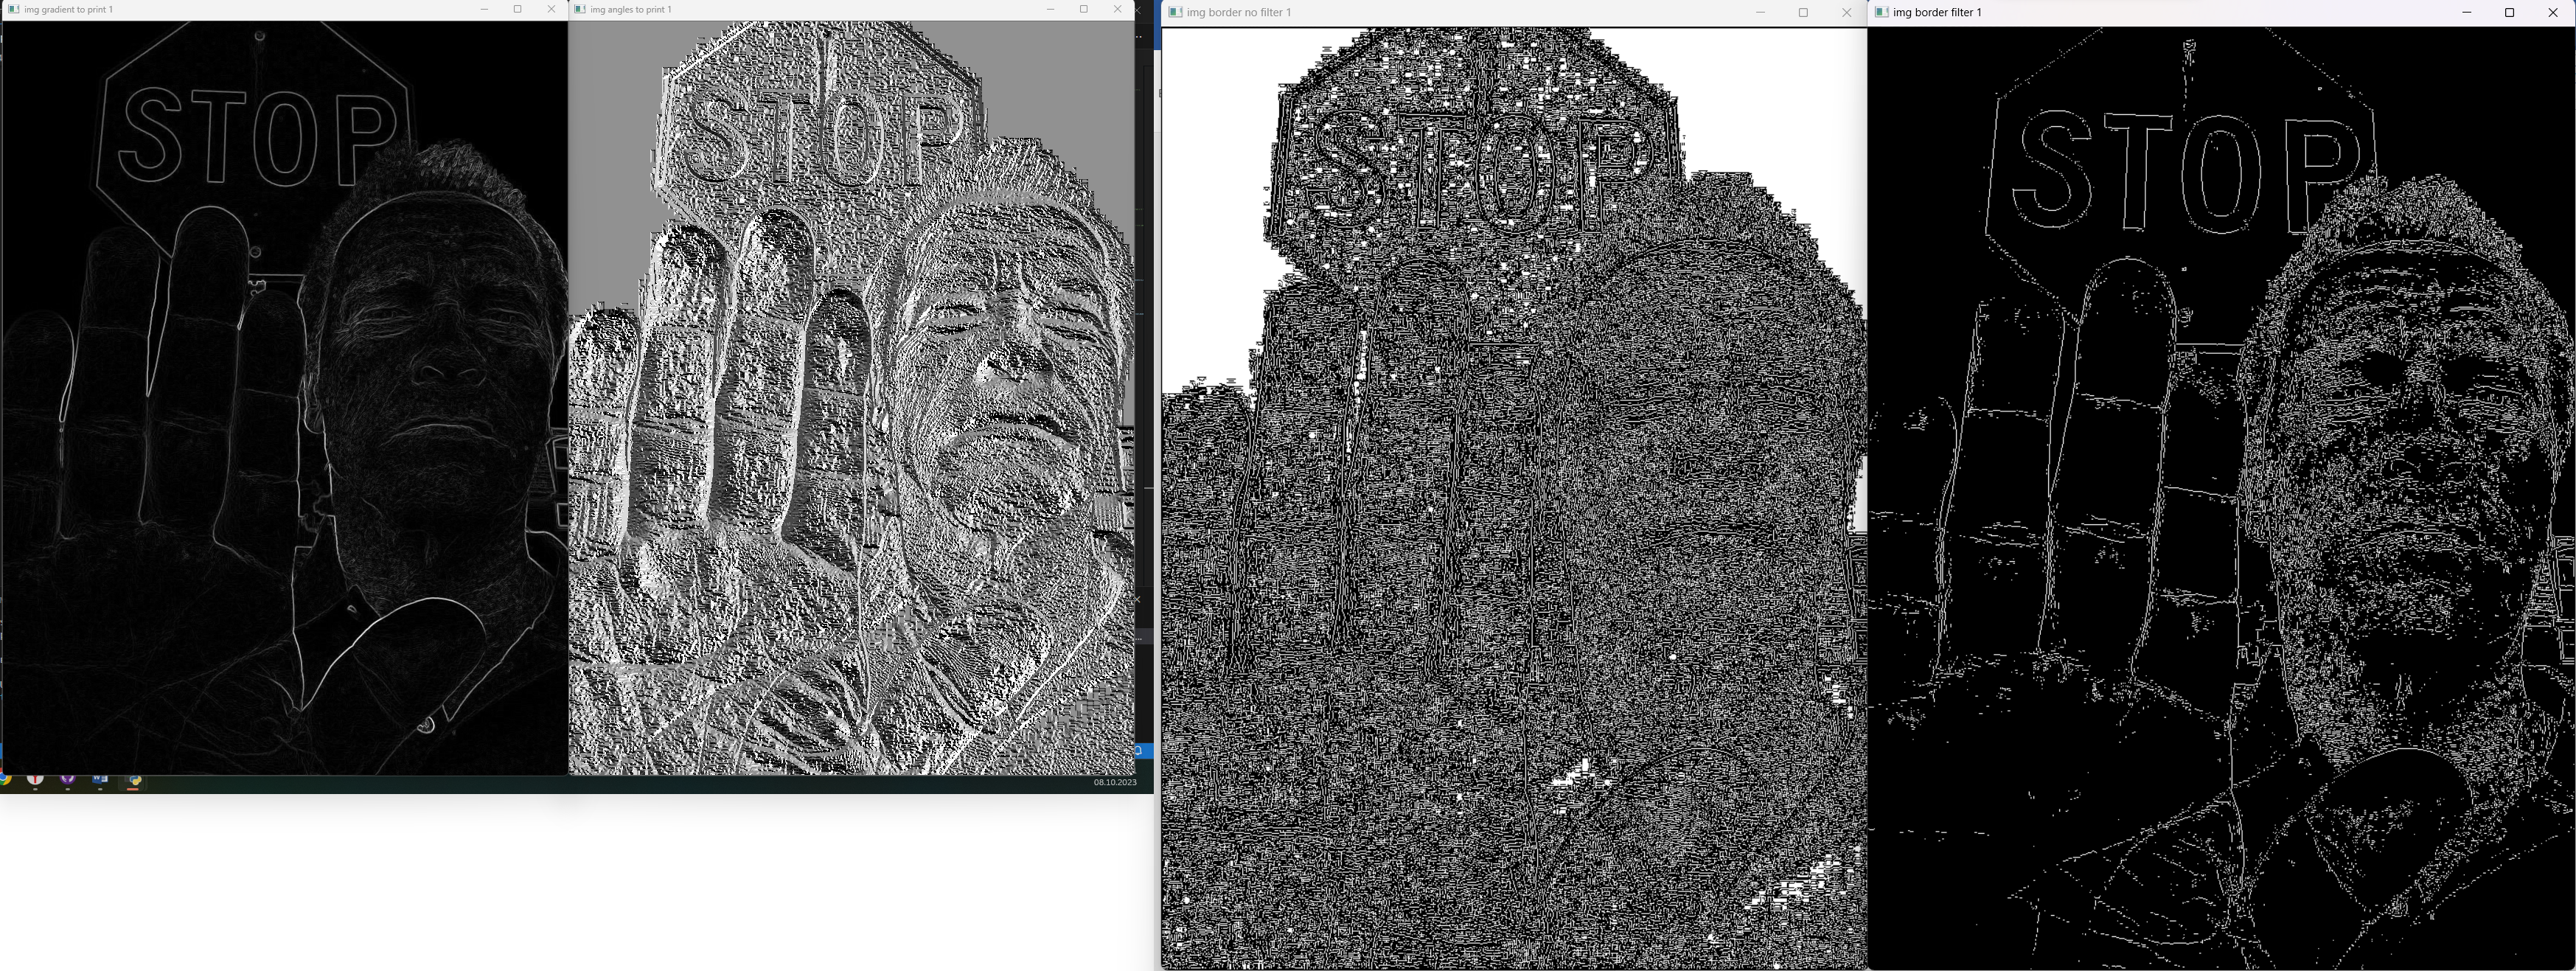 img gradient to print 1
img angles to print 1
img border no filter 1
img border filter 1
STOP
STOP
STOP
STOP
08.10.2023